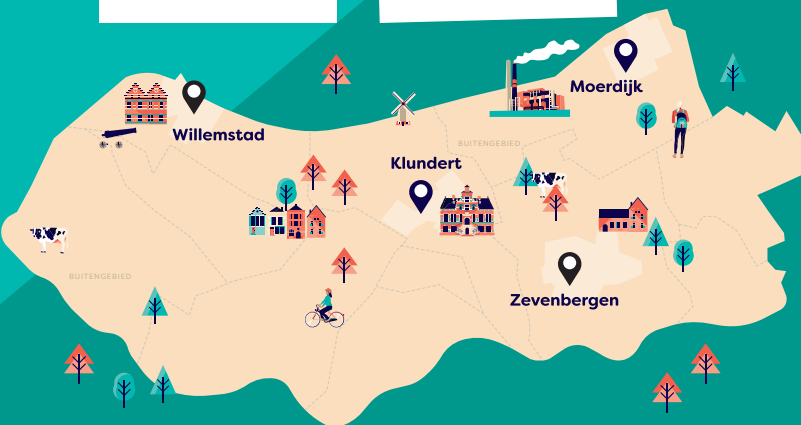 Moerdijk
Willemstad
BUITENGEBIED
Klundert
BUITENGEBIED
Zevenbergen